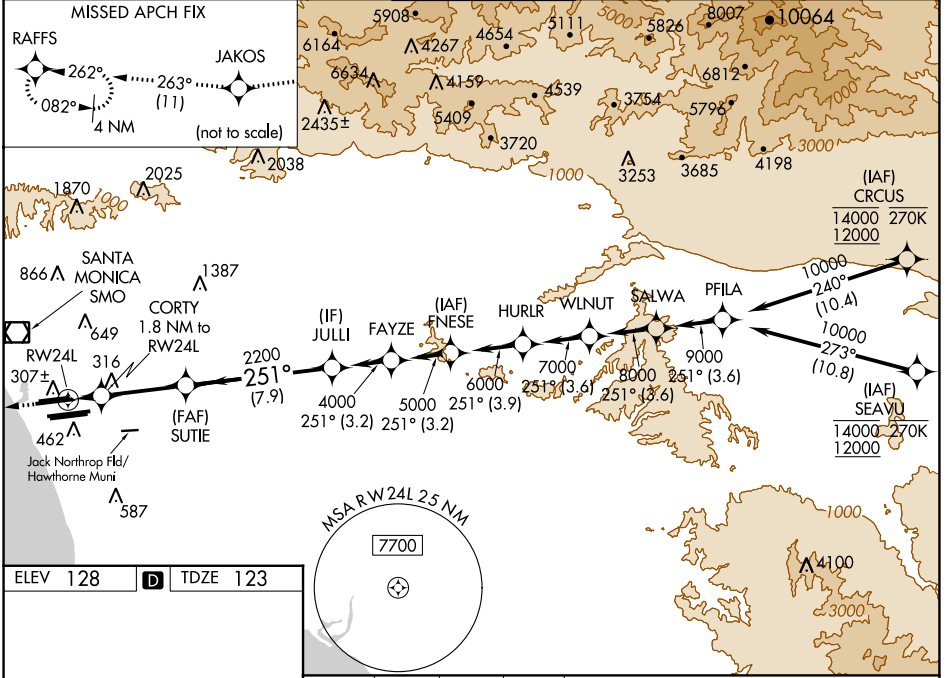 MISSED APCH FIX
RAFFS
JAKOS
262°
263°
(11)
082°
4 NM
(not to scale)
5908
6164
4267
4654
5111
5000
5826
8007
10064
6634
4159
6812
2435±
5409
4539
3754
5796
7000
3720
2038
1000
3253
3685
4198
3000
1870
1000
2025
(IAF)
CRCUS
14000 270K
12000
SANTA
MONICA
SMO
866
1387
649
CORTY
1.8 NM to
RW24L
RW24L
316
307±
462
(FAF)
SUTIE
Jack Northrop Fld/
Hawthorne Muni
587
2200
251°
(7.9)
(IF)
JULLI
FAYZE
(IAF)
FNESE
HURLR
WLNUT
SALWA
PFILA
10000
240°
(10.4)
10000
273°
(10.8)
4000
251° (3.2)
5000
251° (3.2)
6000
251° (3.9)
7000
251° (3.6)
8000
251° (3.6)
9000
251° (3.6)
(IAF)
SEAVU
14000 270K
12000
MSA RW24L 25 NM
7700
1000
4100
3000
ELEV 128 D TDZE 123